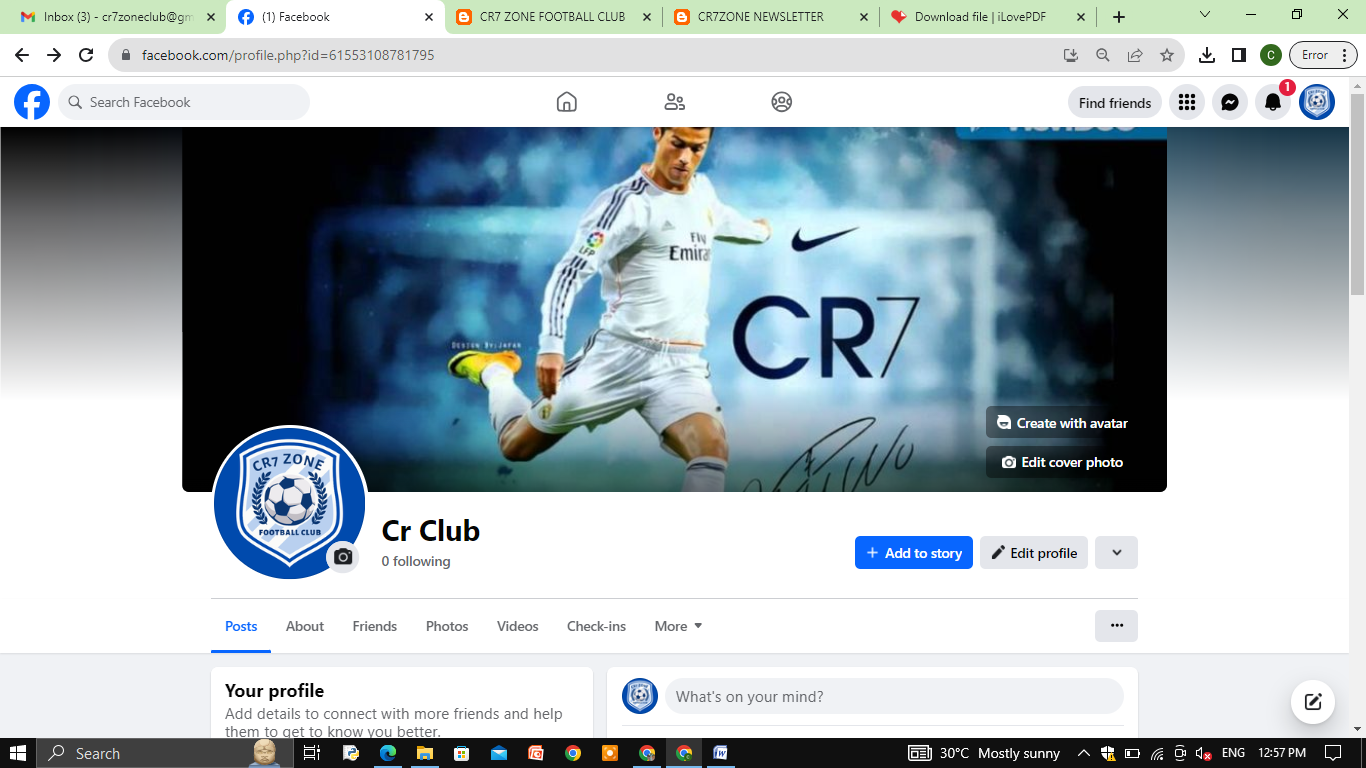 Inbox (3) - cr7zoneclub@gm
(1) Facebook
CR7 ZONE FOOTBALL CLUB
CR7ZONE NEWSLETTER
Download file | iLovePDF
facebook.com/profile.php?id=61553108781795
C
Error
Search Facebook
Find friends
1
Fly
Emira
LFP
CR7
DESIGN BY:JAFAR
Create with avatar
Edit cover photo
CR7 ZONE
FOOTBALL CLUB
Cr Club
0 following
+ Add to story
Edit profile
Posts
About
Friends
Photos
Videos
Check-ins
More
Your profile
Add details to connect with more friends and help
them to get to know you better.
What's on your mind?
Search
30°C Mostly sunny
ENG
12:57 PM